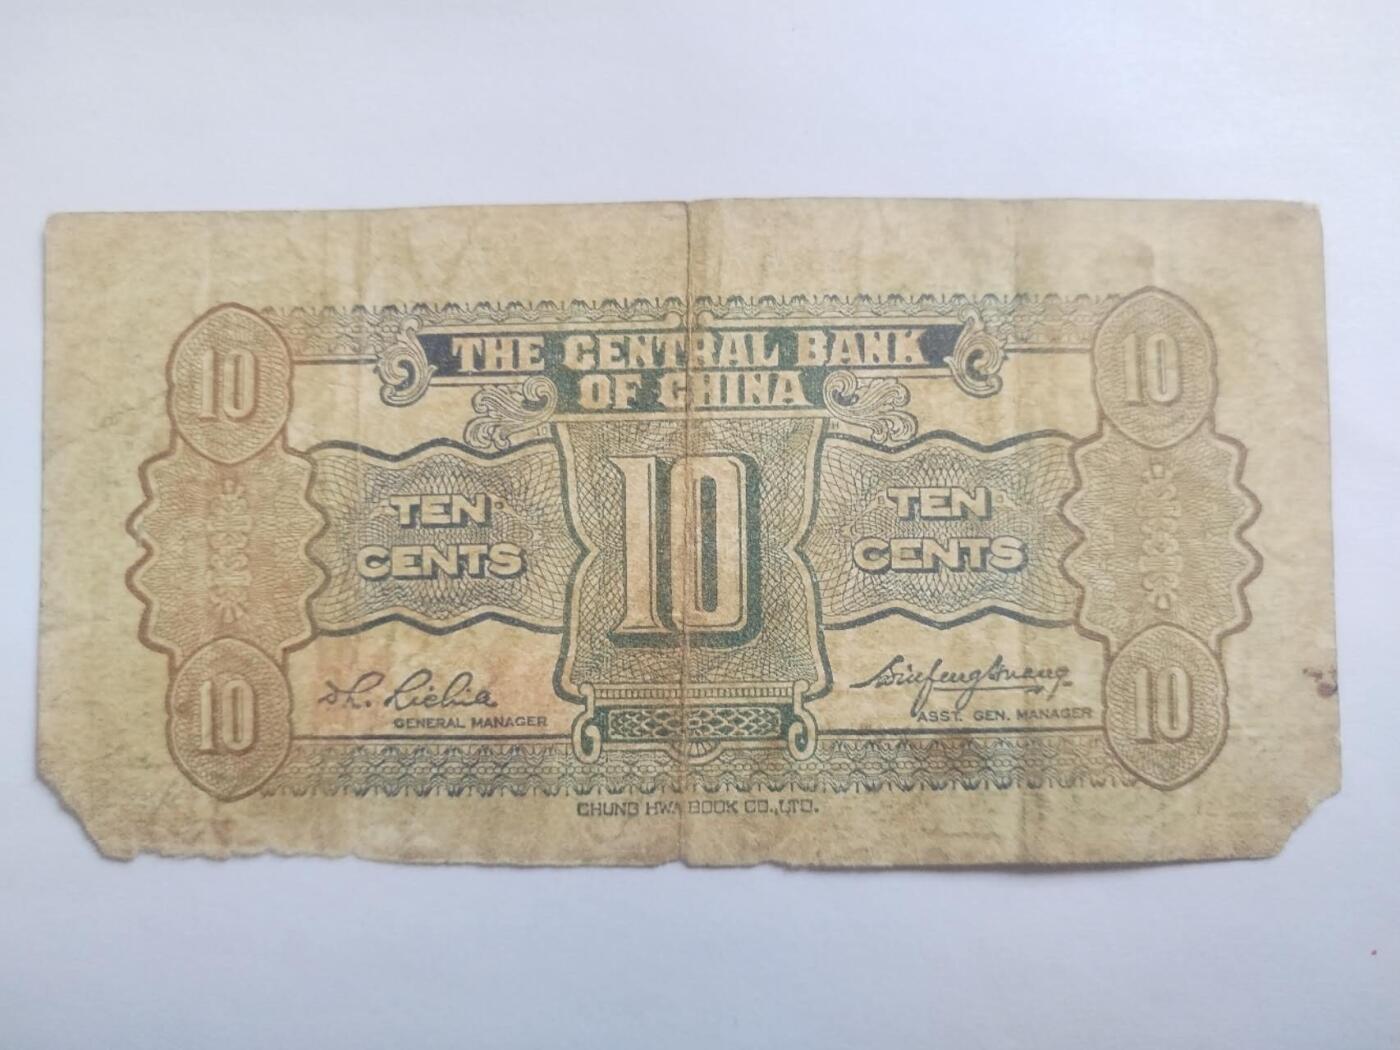 THE CENTRAL BANK
OF CHINA
10
10
10
TEN
CENTS
TEN
CENTS
10
10
GENERAL MANAGER
ASST. GEN. MANAGER
CHUNG HWA BOOK CO.,LTD.